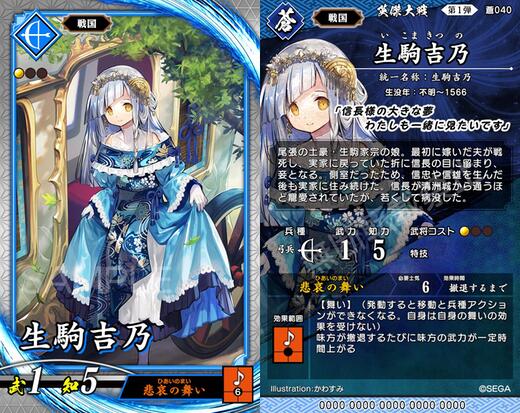 戦国
生駒吉乃
武1 知5
ひあいのまい
悲哀の舞い
6
蒼
戦国
英傑大戦
第1弾
蒼040
いこまきつの
生駒吉乃
統一名称:生駒吉乃
生没年:不明~1566
「信長様の大きな夢
わたしも一緒に見たいです」
尾張の土豪・生駒家宗の娘。最初に嫁いだ夫が戦
死し、実家に戻っていた折に信長の目に留まり、
妾となる。側室だったため、信忠や信雄を生んだ
後も実家に住み続けた。信長が清洲城から通うほ
ど寵愛されていたが、若くして病没した。
兵種 武力 知力 武将コスト
弓兵 1 5 特技
ひあいのまい 必要士気 効果時間
悲哀の舞い 6 撤退するまで
効果範囲
【舞い】(発動すると移動と兵種アクショ
ンができなくなる。自身は自身の舞いの効
果を受けない)
味方が撤退するたびに味方の武力が一定時
間上がる
Illustration:かわすみ
©SEGA
0000 0000 0000 0000 0000